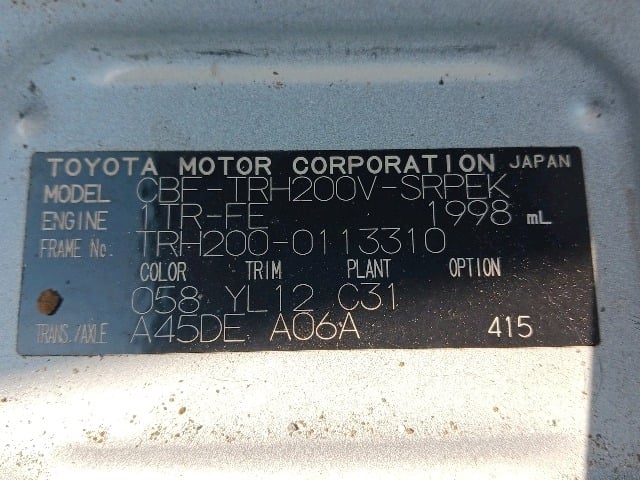 TOYOTA MOTOR CORPORATION JAPAN
MODEL CBF-TRH200V-SRPEK
ENGINE 1TR-FE 1998 mL
FRAME No. TRH200-0113310
COLOR TRIM PLANT OPTION
058 YL12 C31
TRANS./AXLE A45DE A06A 415